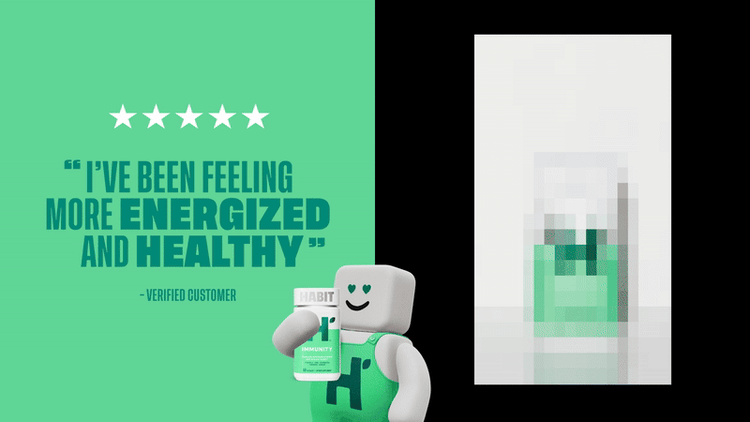 “I’VE BEEN FEELING
MORE ENERGIZED
AND HEALTHY”
- VERIFIED CUSTOMER
HABIT
H
IMMUNITY
H
H